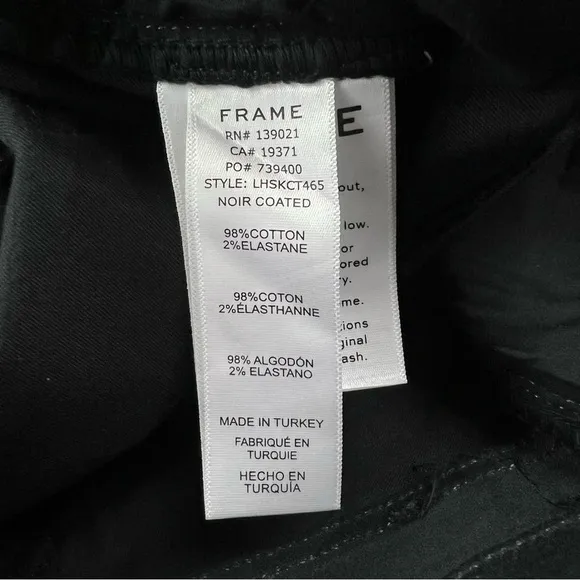 FRAME
RN# 139021
CA# 19371
PO# 739400
STYLE: LHSKCT465
NOIR COATED
98%COTTON
2%ELASTANE
98%COTON
2%ÉLASTHANNE
98% ALGODÓN
2% ELASTANO
MADE IN TURKEY
FABRIQUÉ EN
TURQUIE
HECHO EN
TURQUÍA
E
out,
low.
or
ored
ry.
me.
tions
ginal
ash.